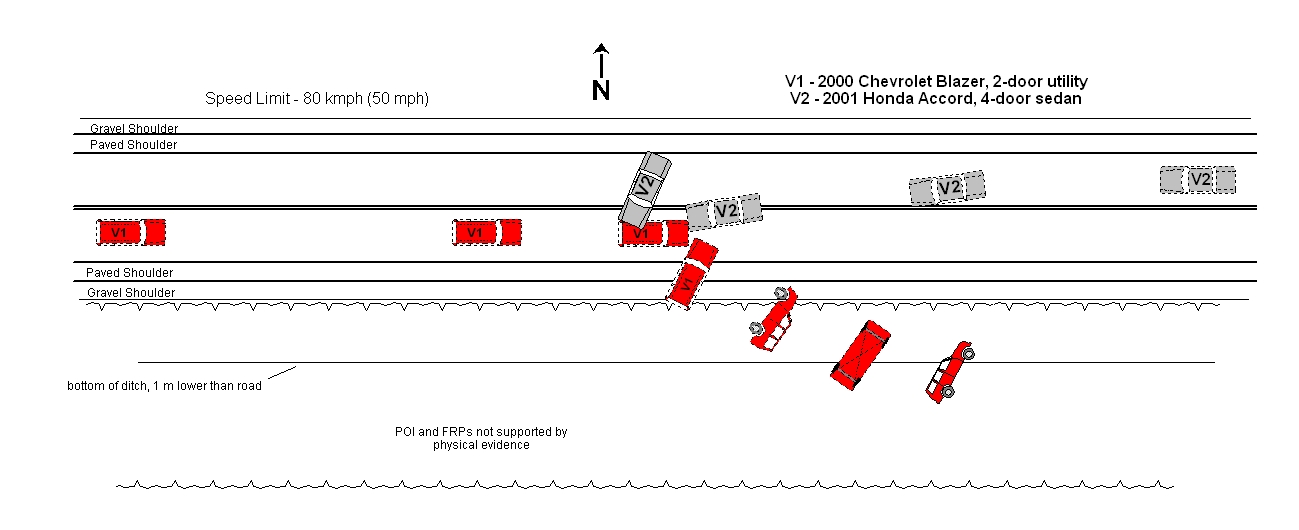 Speed Limit - 80 kmph (50 mph)
N
V1 - 2000 Chevrolet Blazer, 2-door utility
V2 - 2001 Honda Accord, 4-door sedan
Gravel Shoulder
Paved Shoulder
V2
V2
V2
V2
V1
V1
V1
Paved Shoulder
V1
Gravel Shoulder
bottom of ditch, 1 m lower than road
POI and FRPs not supported by
physical evidence